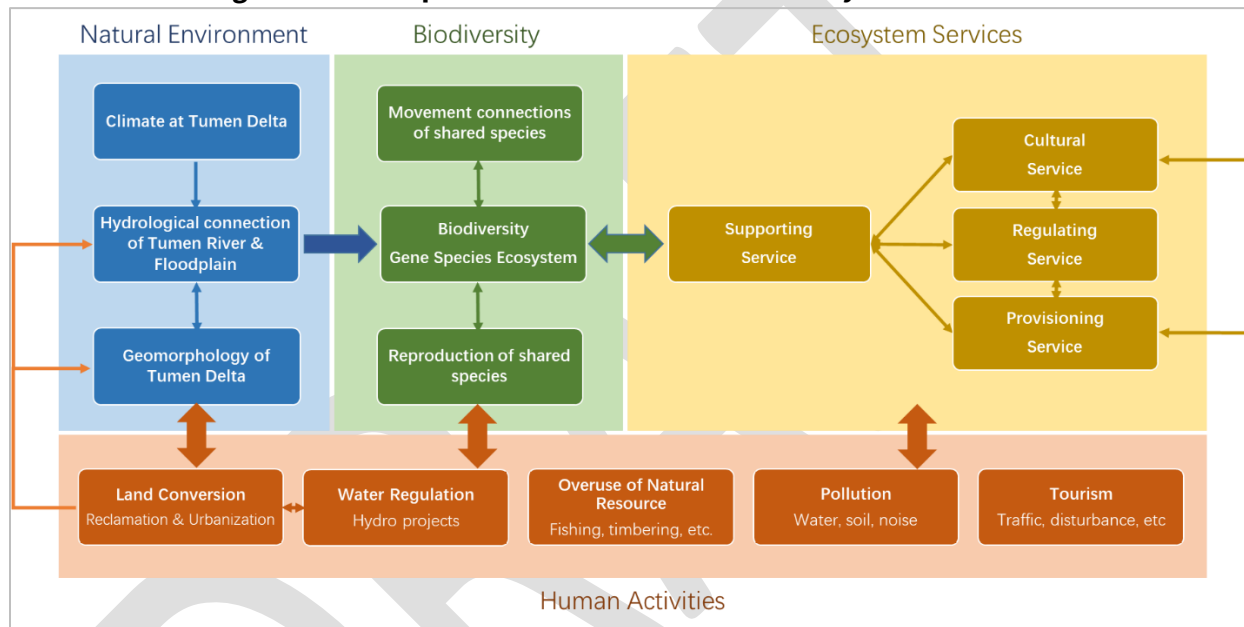 Natural Environment
Biodiversity
Ecosystem Services
Climate at Tumen Delta
Hydrological connection
of Tumen River &
Floodplain
Geomorphology of
Tumen Delta
Movement connections
of shared species
Biodiversity
Gene Species Ecosystem
Reproduction of shared
species
Supporting
Service
Cultural
Service
Regulating
Service
Provisioning
Service
Land Conversion
Reclamation & Urbanization
Water Regulation
Hydro projects
Overuse of Natural
Resource
Fishing, timbering, etc.
Pollution
Water, soil, noise
Tourism
Traffic, disturbance, etc
Human Activities